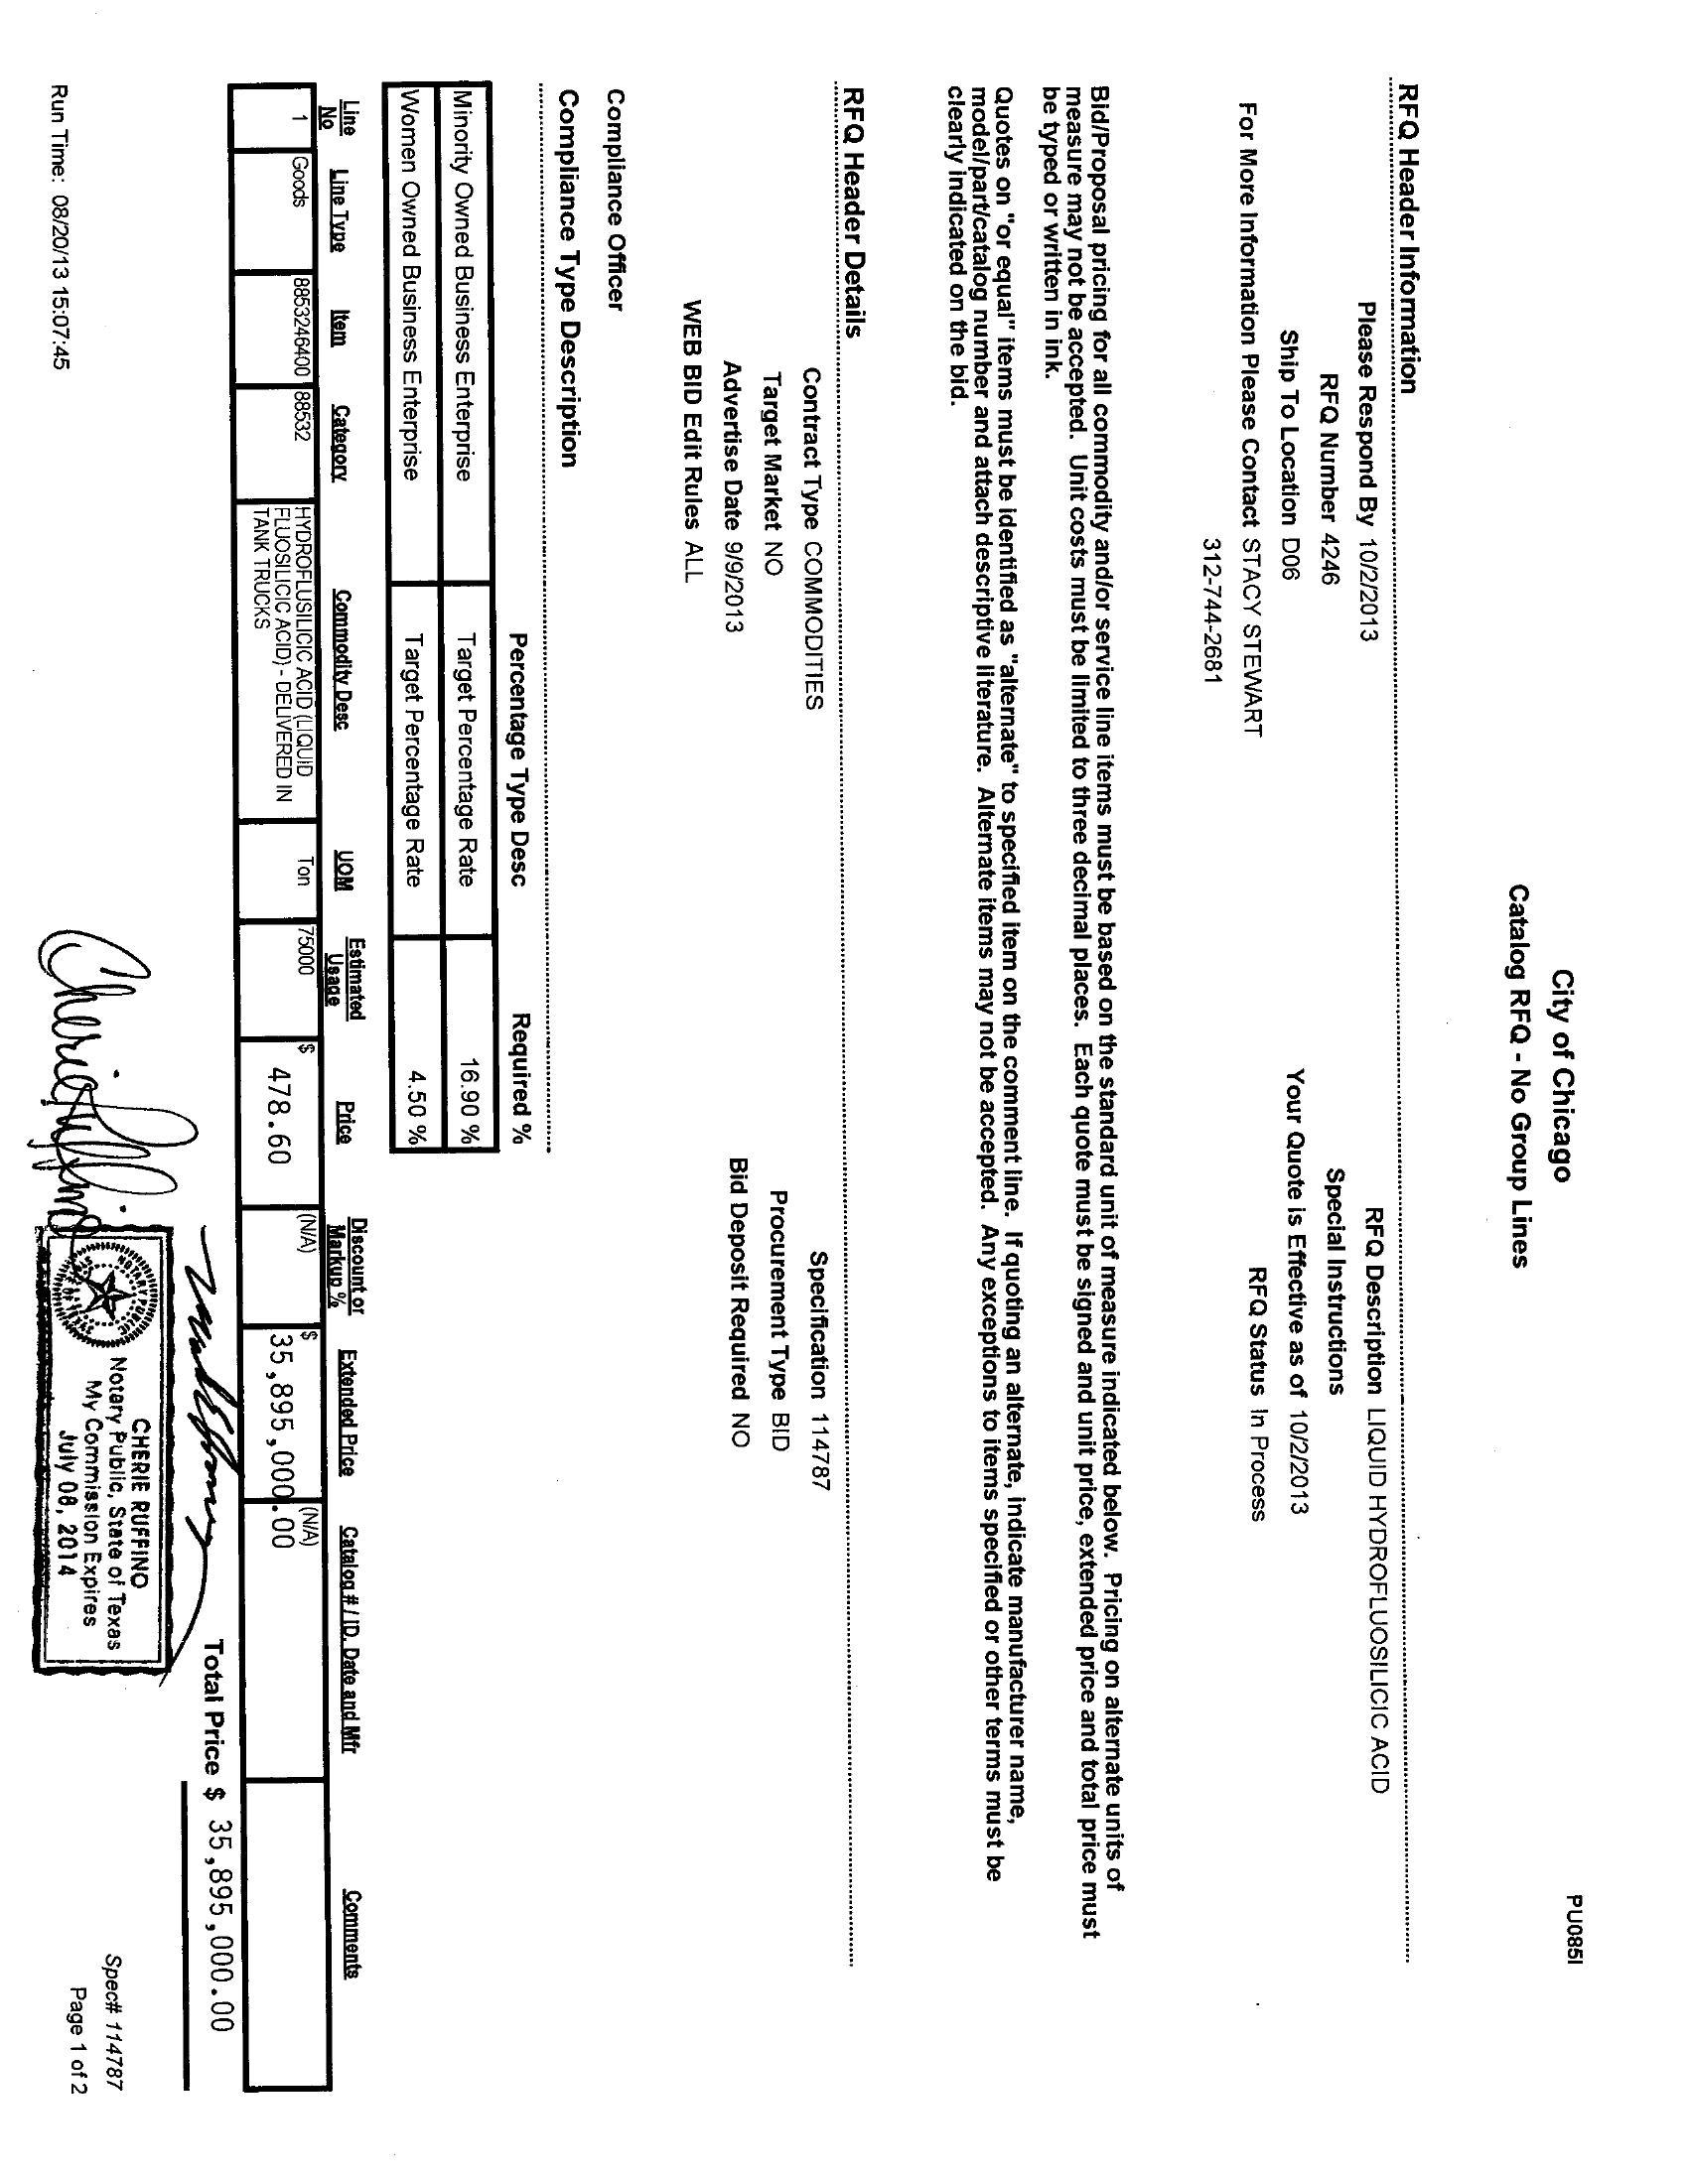 PU085I
City of Chicago
Catalog RFQ - No Group Lines
RFQ Header Information
Please Respond By 10/2/2013
RFQ Description LIQUID HYDROFLUOSILICIC ACID
RFQ Number 4246
Special Instructions
Ship To Location D06
Your Quote is Effective as of 10/2/2013
For More Information Please Contact STACY STEWART
RFQ Status In Process
312-744-2681
Bid/Proposal pricing for all commodity and/or service line items must be based on the standard unit of measure indicated below. Pricing on alternate units of
measure may not be accepted. Unit costs must be limited to three decimal places. Each quote must be signed and unit price, extended price and total price must
be typed or written in ink.
Quotes on "or equal" items must be identified as "alternate" to specified item on the comment line. If quoting an alternate, indicate manufacturer name,
model/part/catalog number and attach descriptive literature. Alternate items may not be accepted. Any exceptions to items specified or other terms must be
clearly indicated on the bid.
RFQ Header Details
Contract Type COMMODITIES
Specification 114787
Target Market NO
Procurement Type BID
Advertise Date 9/9/2013
Bid Deposit Required NO
WEB BID Edit Rules ALL
Compliance Officer
Compliance Type Description Percentage Type Desc Required %
Minority Owned Business Enterprise Target Percentage Rate 16.90 %
Women Owned Business Enterprise Target Percentage Rate 4.50 %
Line No Line Type Item Category Commodity Desc UOM Estimated Usage Price Discount or Markup % Extended Price Catalog # / ID, Date and Mfr Comments
1 Goods 8853246400 88532 HYDROFLUSILICIC ACID (LIQUID FLUOSILICIC ACID) - DELIVERED IN TANK TRUCKS Ton 75000 $ 478.60 (N/A) $ 35,895,000.00 (N/A)
Total Price $ 35,895,000.00
Cherie Ruffino
NOTARY PUBLIC
STATE OF TEXAS
CHERIE RUFFINO
Notary Public, State of Texas
My Commission Expires
July 08, 2014
Spec# 114787
Run Time: 08/20/13 15:07:45
Page 1 of 2